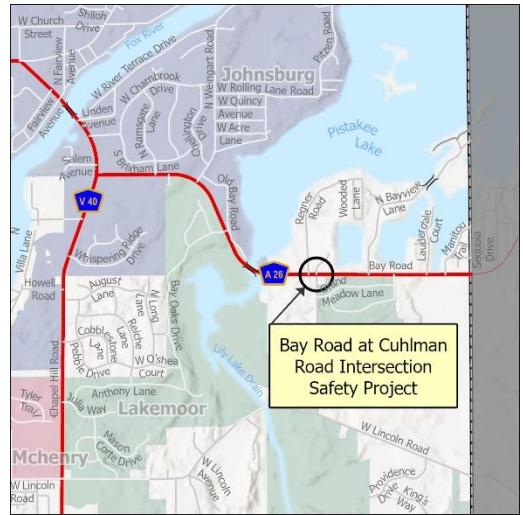 W Church
Street
Shiloh
Drive
Fox River
Pitzen Road
N Fairview
Avenue
W River Terrace Drive
N Weingart Road
Johnsburg
W Charnbrook
Drive
W Rolling Lane Road
Fairview
Avenue
Linden
Avenue
N Ramsgate
Lane
Chellington
Drive
W Quincy
Avenue
W Acre
Lane
Pistakee
Lake
Salem
Avenue
S Brixham Lane
Old
Bay Road
Regner
Road
Wooded
Lane
N Bayview
Lane
V 40
Lauderdale
Court
Manitou
Trail
Sequoia
Drive
N
Villa Lane
Whispering Ridge
Drive
Howell
Road
A 26
Bay Road
Grand
Meadow Lane
August
Lane
N Long
Lane
Bay Oaks Drive
Cobblestone
Lane
Reiche
Lane
Pebble Drive
W O'shea
Court
Chapel Hill Road
Lily Lake Drain
Bay Road at Cuhlman
Road Intersection
Safety Project
Anthony Lane
Tyler
Trail
Julia Way
Lakemoor
Mason
Corte Drive
W Lincoln Road
Mchenry
W Lincoln
Road
W Lincoln
Avenue
Providence
Drive
King's
Way